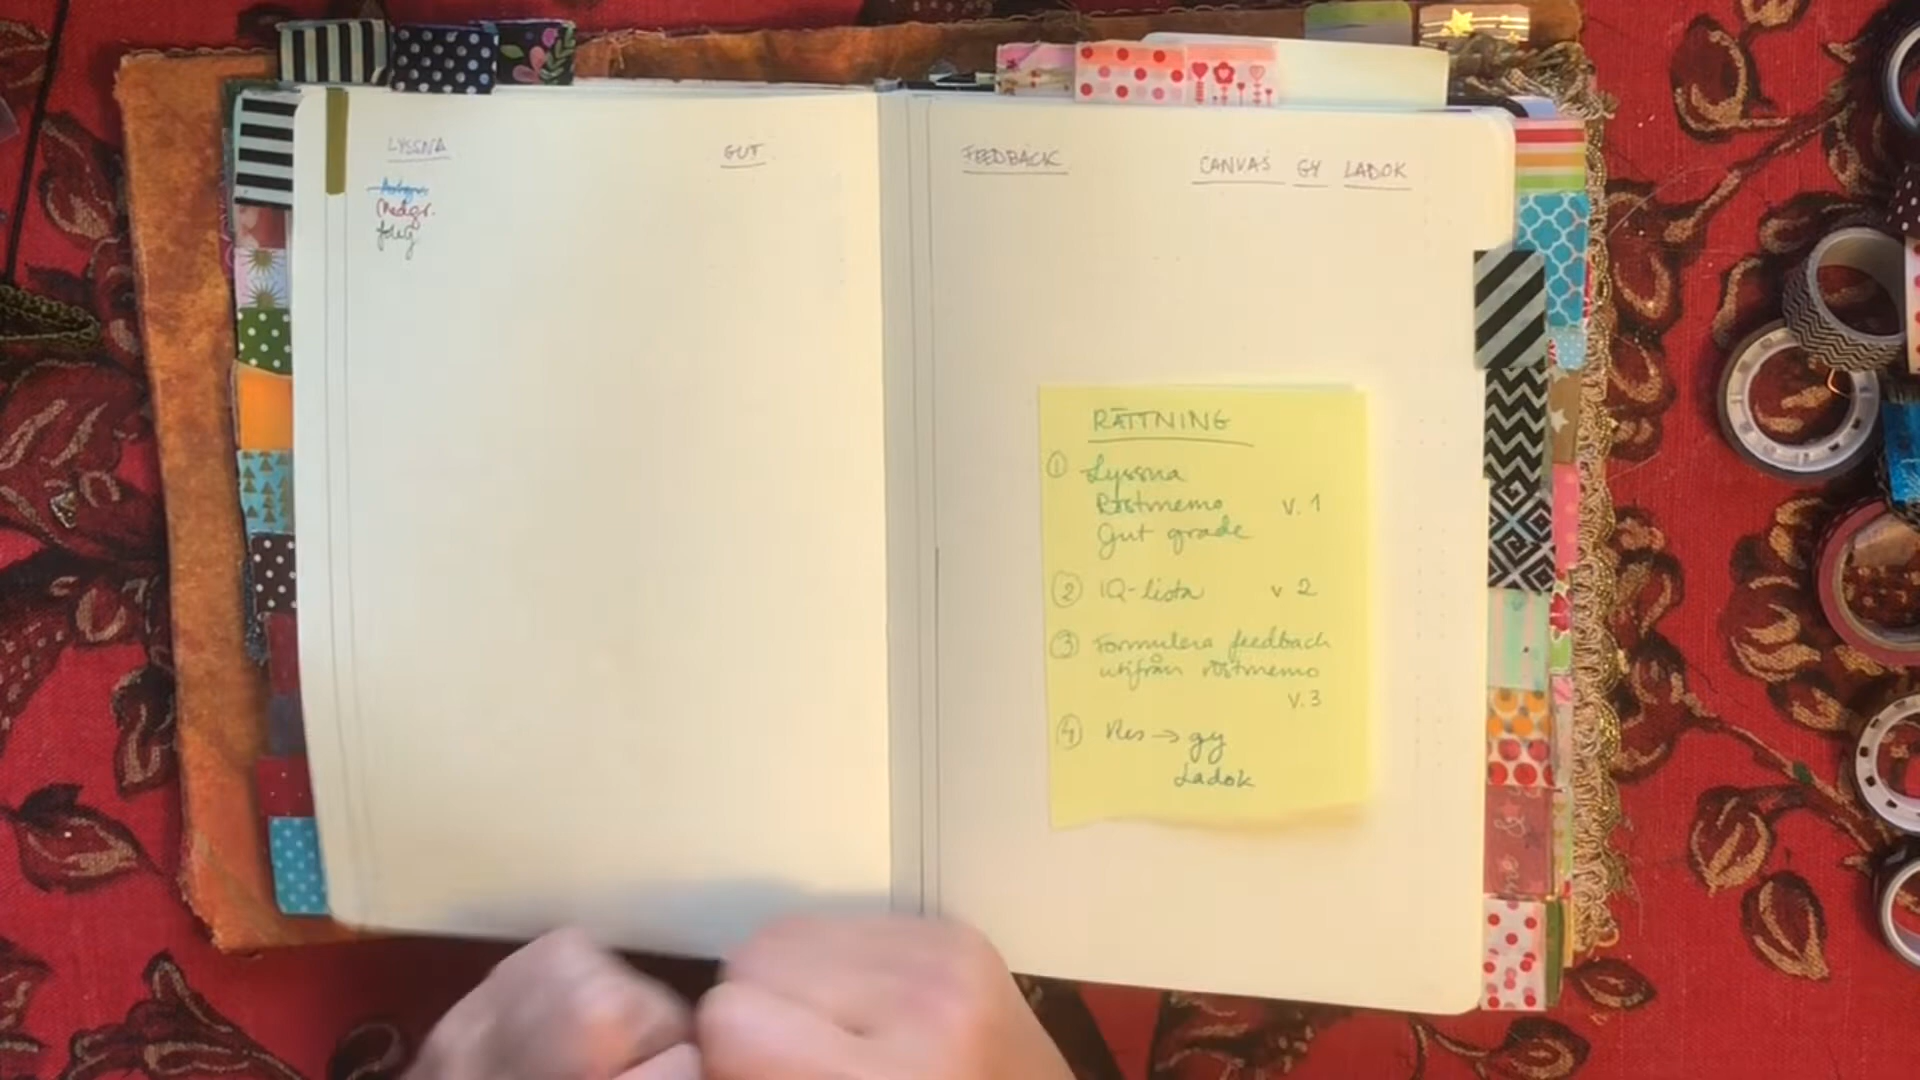 LYSSNA
GUT
Medgr.
FEEDBACK
CANVAS GY LADOK
RÄTTNING
① Lyssna
Röstmemo v. 1
Gut grade
② IQ-lista v 2
③ Formulera feedback
utifrån röstmemo
v. 3
④ Res → gy
Ladok